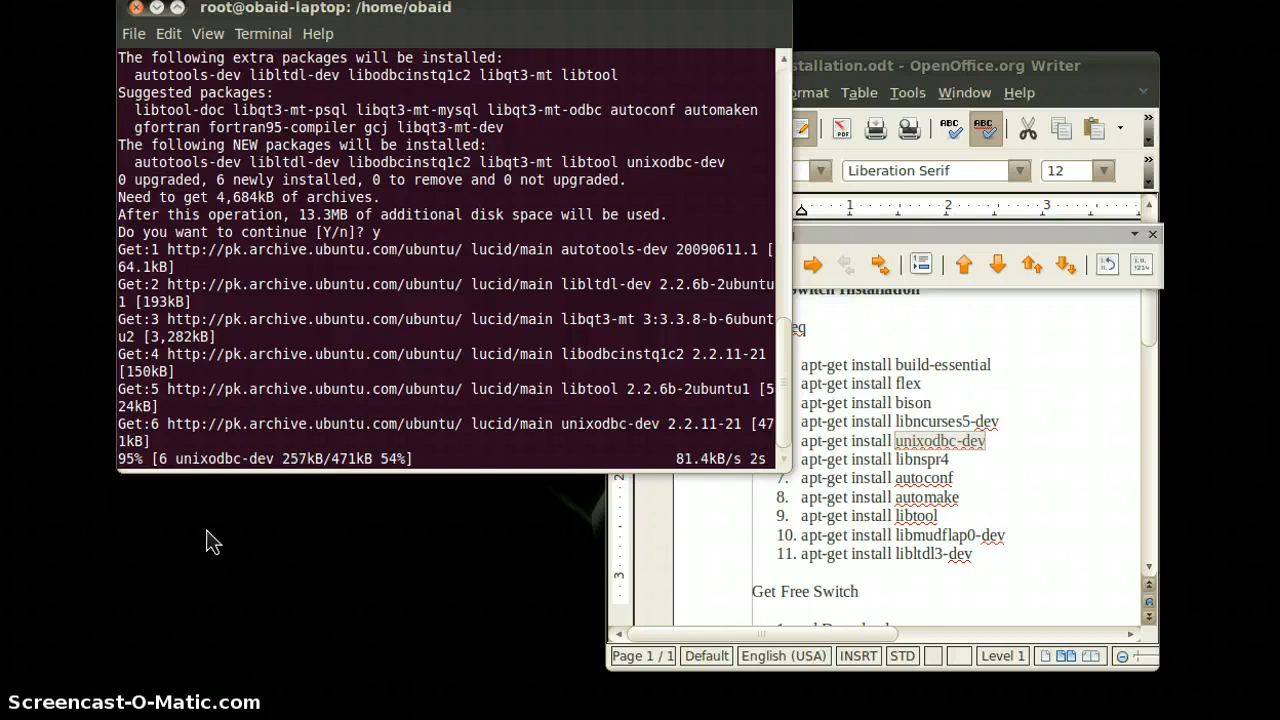 root@obaid-laptop: /home/obaid
File Edit View Terminal Help
The following extra packages will be installed:
autotools-dev libltdl-dev libodbcinstq1c2 libqt3-mt libtool
Suggested packages:
libtool-doc libqt3-mt-psql libqt3-mt-mysql libqt3-mt-odbc autoconf automaken
gfortran fortran95-compiler gcj libqt3-mt-dev
The following NEW packages will be installed:
autotools-dev libltdl-dev libodbcinstq1c2 libqt3-mt libtool unixodbc-dev
0 upgraded, 6 newly installed, 0 to remove and 0 not upgraded.
Need to get 4,684kB of archives.
After this operation, 13.3MB of additional disk space will be used.
Do you want to continue [Y/n]? y
Get:1 http://pk.archive.ubuntu.com/ubuntu/ lucid/main autotools-dev 20090611.1 [
64.1kB]
Get:2 http://pk.archive.ubuntu.com/ubuntu/ lucid/main libltdl-dev 2.2.6b-2ubuntu
1 [193kB]
Get:3 http://pk.archive.ubuntu.com/ubuntu/ lucid/main libqt3-mt 3:3.3.8-b-6ubunt
u2 [3,282kB]
Get:4 http://pk.archive.ubuntu.com/ubuntu/ lucid/main libodbcinstq1c2 2.2.11-21
[150kB]
Get:5 http://pk.archive.ubuntu.com/ubuntu/ lucid/main libtool 2.2.6b-2ubuntu1 [5
24kB]
Get:6 http://pk.archive.ubuntu.com/ubuntu/ lucid/main unixodbc-dev 2.2.11-21 [47
1kB]
95% [6 unixodbc-dev 257kB/471kB 54%] 81.4kB/s 2s
stallation.odt - OpenOffice.org Writer
ormat Table Tools Window Help
ABC ABC
Liberation Serif 12
1 2 3
Switch Installation
eq
apt-get install build-essential
apt-get install flex
apt-get install bison
apt-get install libncurses5-dev
apt-get install unixodbc-dev
apt-get install libnspr4
7. apt-get install autoconf
8. apt-get install automake
9. apt-get install libtool
10. apt-get install libmudflap0-dev
11. apt-get install libltdl3-dev
Get Free Switch
2
3
Page 1 / 1 Default English (USA) INSRT STD Level 1
Screencast-O-Matic.com